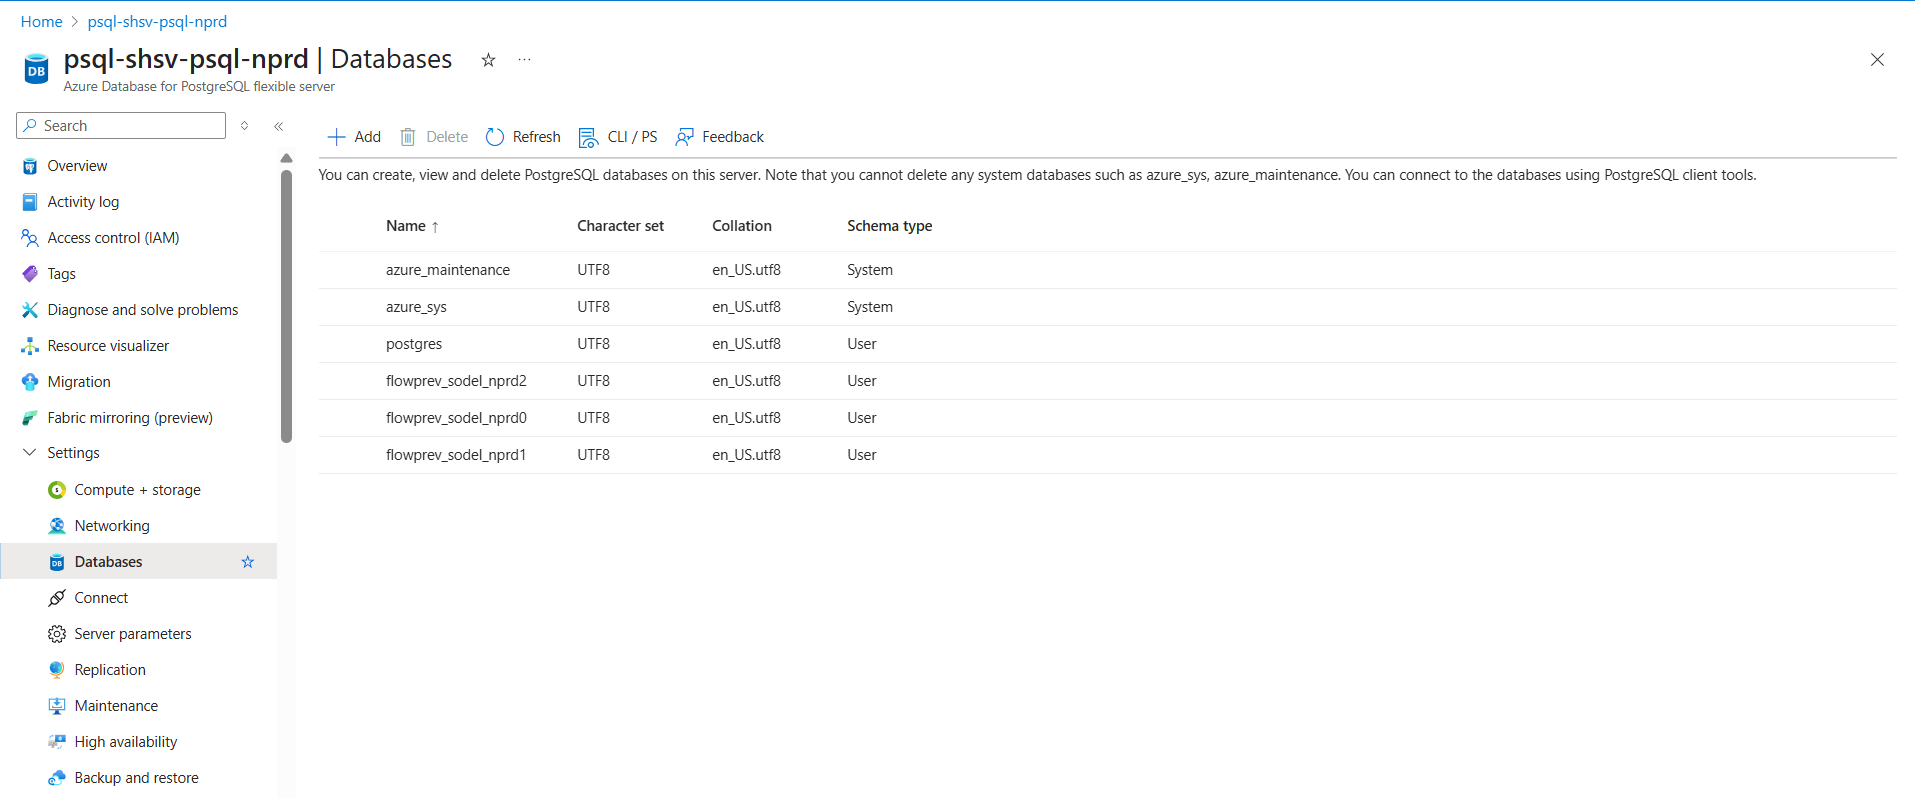 Home > psql-shsv-psql-nprd
psql-shsv-psql-nprd | Databases
DB
Azure Database for PostgreSQL flexible server
Search
Overview
Activity log
Access control (IAM)
Tags
Diagnose and solve problems
Resource visualizer
Migration
Fabric mirroring (preview)
Settings
Compute + storage
Networking
Databases
Connect
Server parameters
Replication
Maintenance
High availability
Backup and restore
Add Delete Refresh CLI / PS Feedback
You can create, view and delete PostgreSQL databases on this server. Note that you cannot delete any system databases such as azure_sys, azure_maintenance. You can connect to the databases using PostgreSQL client tools.
Name ↑ Character set Collation Schema type
azure_maintenance UTF8 en_US.utf8 System
azure_sys UTF8 en_US.utf8 System
postgres UTF8 en_US.utf8 User
flowprev_sodel_nprd2 UTF8 en_US.utf8 User
flowprev_sodel_nprd0 UTF8 en_US.utf8 User
flowprev_sodel_nprd1 UTF8 en_US.utf8 User